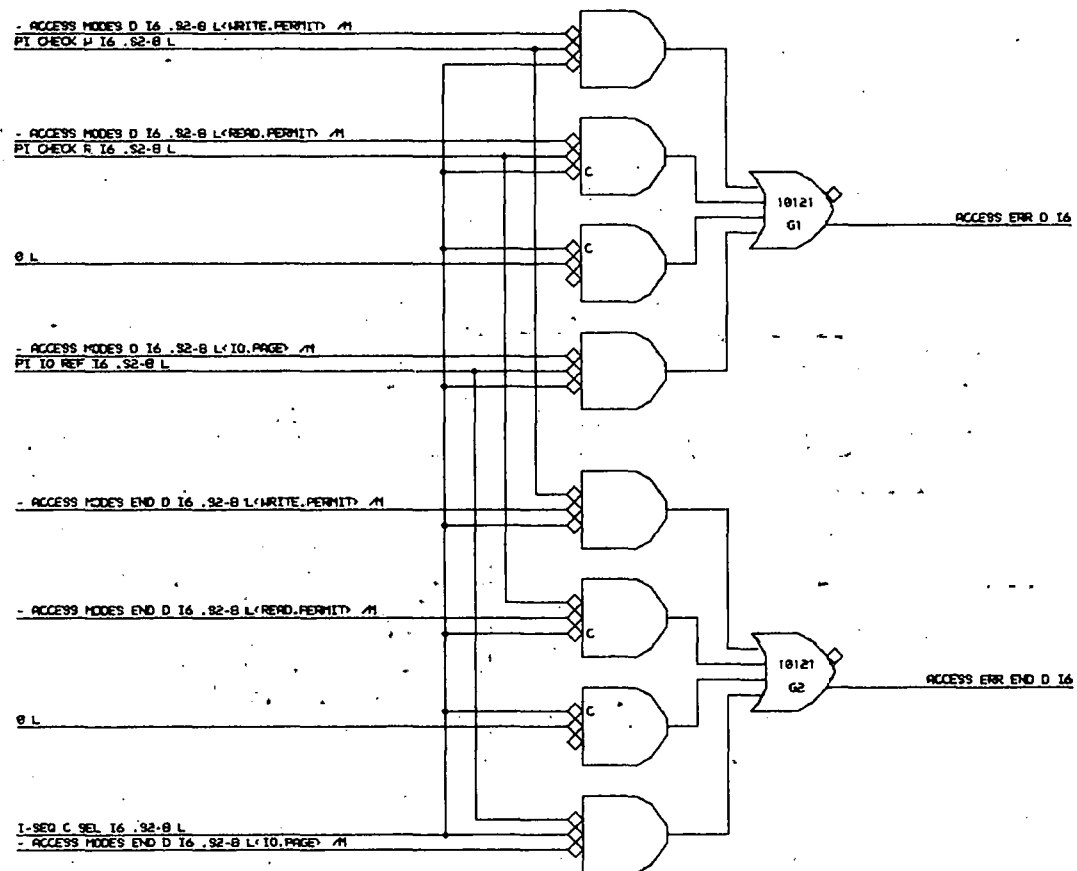 - ACCESS MODES D I6 .S2-8 L<WRITE.PERMIT> /M
PI CHECK W I6 .S2-8 L
- ACCESS MODES D I6 .S2-8 L<READ.PERMIT> /M
PI CHECK R I6 .S2-8 L
C
10121
G1
ACCESS ERR D I6
C
0 L
- ACCESS MODES D I6 .S2-8 L<IO.PAGE> /M
PI IO REF I6 .S2-8 L
- ACCESS MODES END D I6 .S2-8 L<WRITE.PERMIT> /M
- ACCESS MODES END D I6 .S2-8 L<READ.PERMIT> /M
C
10121
G2
ACCESS ERR END D I6
C
0 L
I-SEQ C SEL I6 .S2-8 L
- ACCESS MODES END D I6 .S2-8 L<IO.PAGE> /M